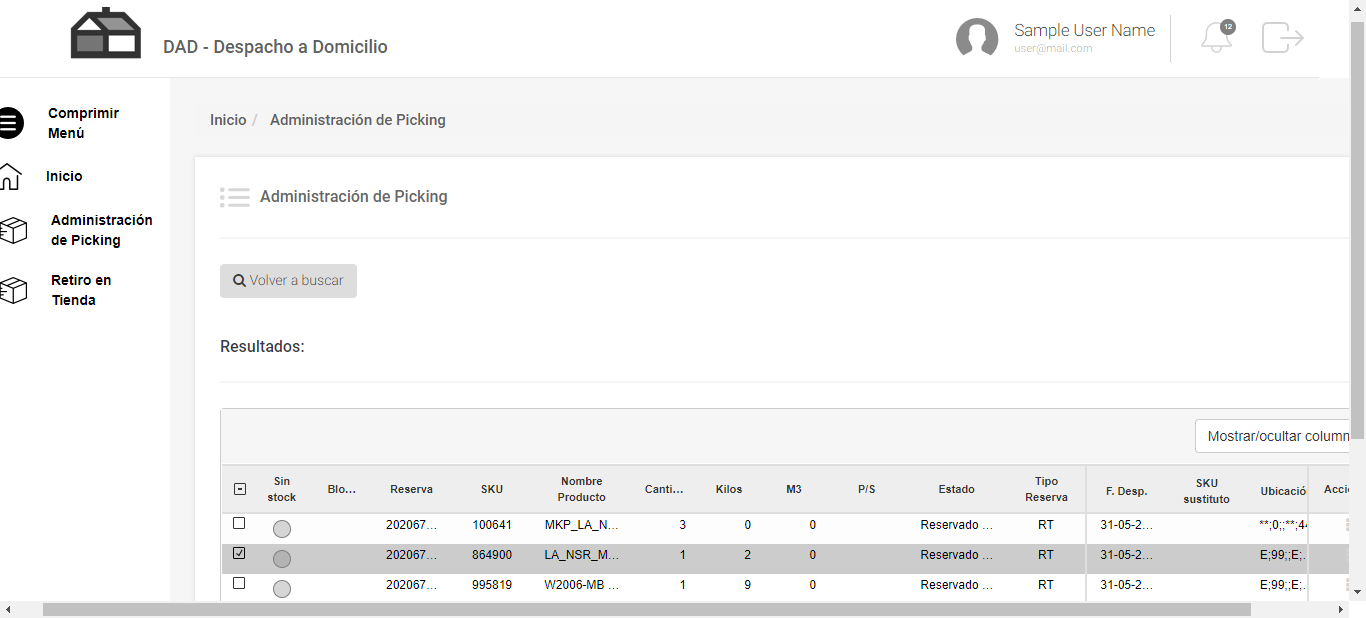 DAD - Despacho a Domicilio
Sample User Name
user@mail.com
12
Comprimir
Menú
Inicio
Administración
de Picking
Retiro en
Tienda
Inicio / Administración de Picking
Administración de Picking
Volver a buscar
Resultados:
Mostrar/ocultar column
Sin stock Blo... Reserva SKU Nombre Producto Canti... Kilos M3 P/S Estado Tipo Reserva F. Desp. SKU sustituto Ubicació Acci
202067... 100641 MKP_LA_N... 3 0 0 Reservado ... RT 31-05-2... **;0;;**;44
202067... 864900 LA_NSR_M... 1 2 0 Reservado ... RT 31-05-2... E;99;;E;.
202067... 995819 W2006-MB ... 1 9 0 Reservado ... RT 31-05-2... E;99;;E;.